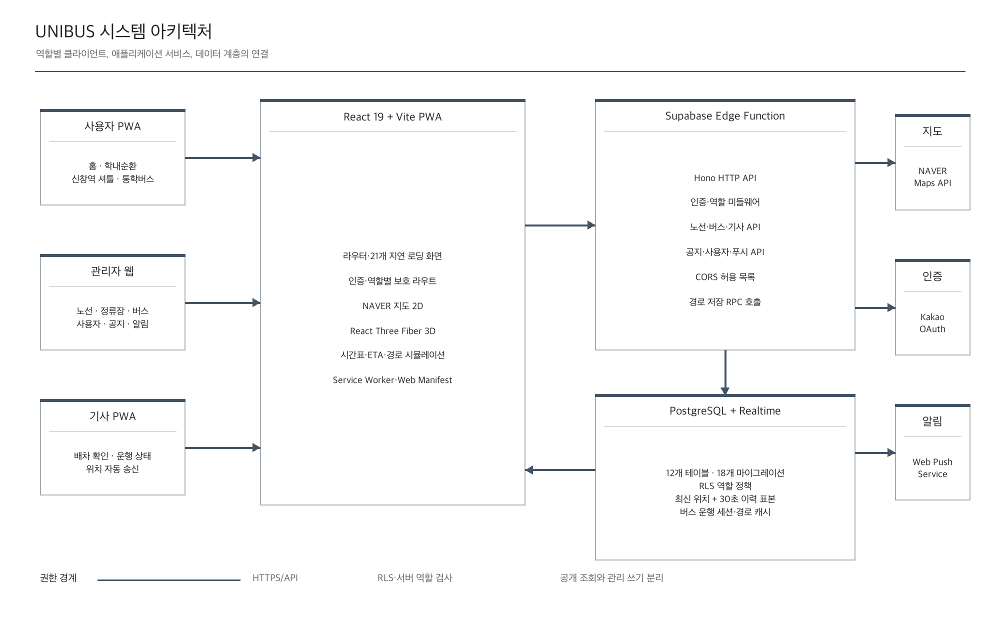 UNIBUS 시스템 아키텍처
역할별 클라이언트, 애플리케이션 서비스, 데이터 계층의 연결
사용자 PWA
홈 · 학내순환
신창역 셔틀 · 통학버스
관리자 웹
노선 · 정류장 · 버스
사용자 · 공지 · 알림
기사 PWA
배차 확인 · 운행 상태
위치 자동 송신
React 19 + Vite PWA
라우터·21개 지연 로딩 화면
인증·역할별 보호 라우트
NAVER 지도 2D
React Three Fiber 3D
시간표·ETA·경로 시뮬레이션
Service Worker·Web Manifest
Supabase Edge Function
Hono HTTP API
인증·역할 미들웨어
노선·버스·기사 API
공지·사용자·푸시 API
CORS 허용 목록
경로 저장 RPC 호출
PostgreSQL + Realtime
12개 테이블 · 18개 마이그레이션
RLS 역할 정책
최신 위치 + 30초 이력 표본
버스 운행 세션·경로 캐시
지도
NAVER
Maps API
인증
Kakao
OAuth
알림
Web Push
Service
권한 경계
HTTPS/API
RLS·서버 역할 검사
공개 조회와 관리 쓰기 분리